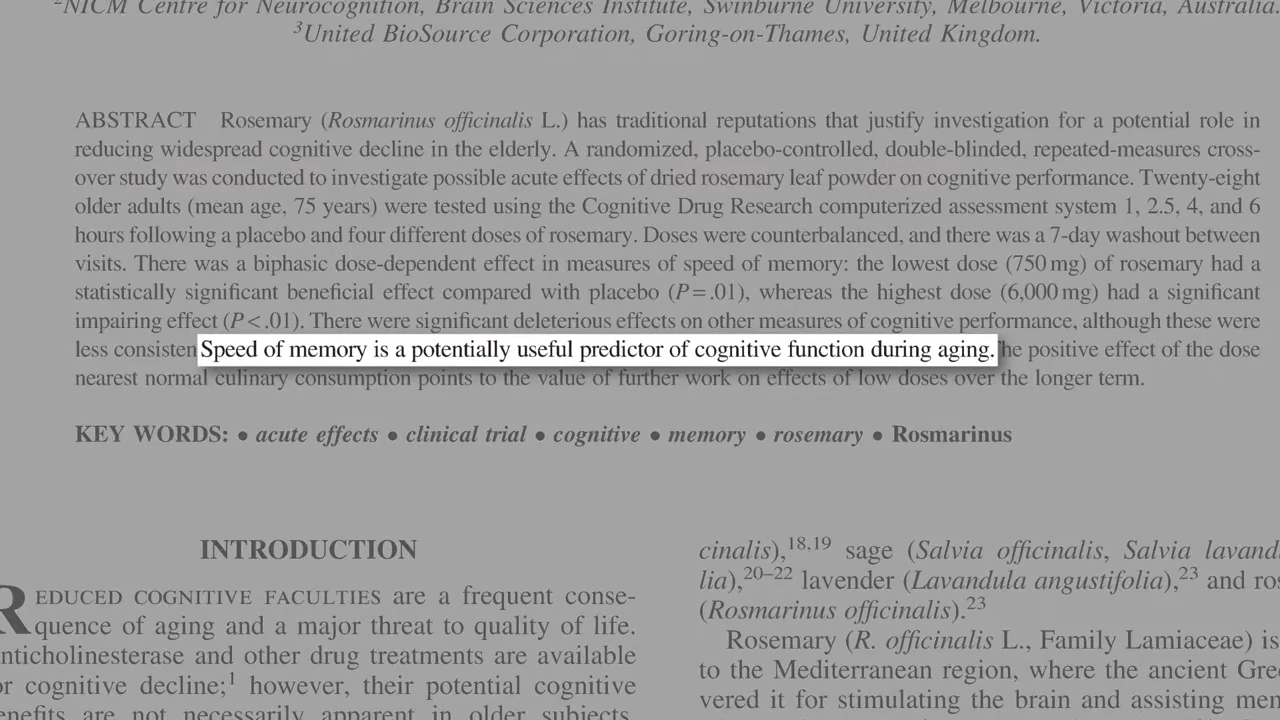 ²NICM Centre for Neurocognition, Brain Sciences Institute, Swinburne University, Melbourne, Victoria, Australia.
³United BioSource Corporation, Goring-on-Thames, United Kingdom.
ABSTRACT Rosemary (Rosmarinus officinalis L.) has traditional reputations that justify investigation for a potential role in
reducing widespread cognitive decline in the elderly. A randomized, placebo-controlled, double-blinded, repeated-measures cross-
over study was conducted to investigate possible acute effects of dried rosemary leaf powder on cognitive performance. Twenty-eight
older adults (mean age, 75 years) were tested using the Cognitive Drug Research computerized assessment system 1, 2.5, 4, and 6
hours following a placebo and four different doses of rosemary. Doses were counterbalanced, and there was a 7-day washout between
visits. There was a biphasic dose-dependent effect in measures of speed of memory: the lowest dose (750 mg) of rosemary had a
statistically significant beneficial effect compared with placebo (P = .01), whereas the highest dose (6,000 mg) had a significant
impairing effect (P < .01). There were significant deleterious effects on other measures of cognitive performance, although these were
less consisten Speed of memory is a potentially useful predictor of cognitive function during aging. he positive effect of the dose
nearest normal culinary consumption points to the value of further work on effects of low doses over the longer term.
KEY WORDS: • acute effects • clinical trial • cognitive • memory • rosemary • Rosmarinus
INTRODUCTION
REDUCED COGNITIVE FACULTIES are a frequent conse-
quence of aging and a major threat to quality of life.
nticholinesterase and other drug treatments are available
or cognitive decline;¹ however, their potential cognitive
enefits are not necessarily apparent in older subjects.
cinalis),¹⁸,¹⁹ sage (Salvia officinalis, Salvia lavandu
lia),²⁰⁻²² lavender (Lavandula angustifolia),²³ and ros
(Rosmarinus officinalis).²³
Rosemary (R. officinalis L., Family Lamiaceae) is
to the Mediterranean region, where the ancient Gree
vered it for stimulating the brain and assisting mem